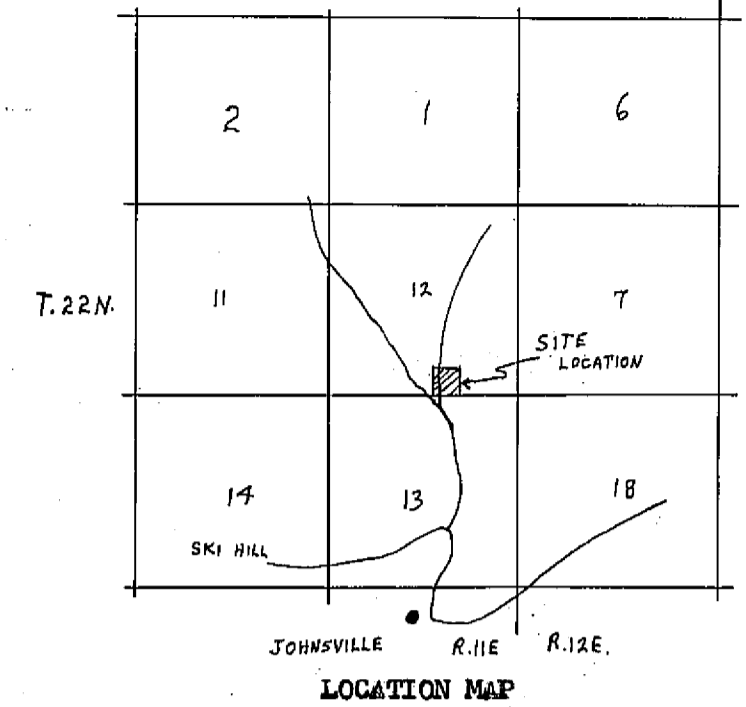 2 1 6
T.22N. 11 12 7
SITE
LOCATION
14 13 18
SKI HILL
JOHNSVILLE R.11E R.12E.
LOCATION MAP